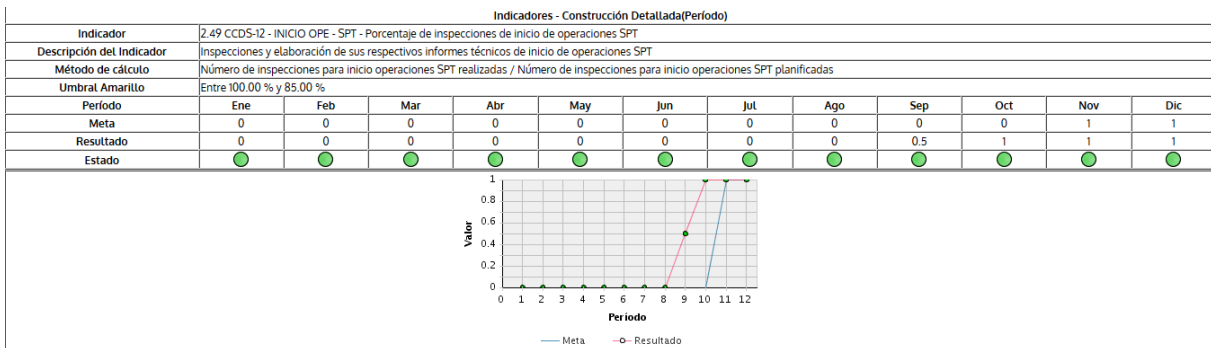 Indicadores - Construcción Detallada(Período)
Indicador 2.49 CCDS-12 - INICIO OPE - SPT - Porcentaje de inspecciones de inicio de operaciones SPT
Descripción del Indicador Inspecciones y elaboración de sus respectivos informes técnicos de inicio de operaciones SPT
Método de cálculo Número de inspecciones para inicio operaciones SPT realizadas / Número de inspecciones para inicio operaciones SPT planificadas
Umbral Amarillo Entre 100.00 % y 85.00 %
Período Ene Feb Mar Abr May Jun Jul Ago Sep Oct Nov Dic
Meta 0 0 0 0 0 0 0 0 0 0 1 1
Resultado 0 0 0 0 0 0 0 0 0.5 1 1 1
Estado
1
0.8
0.6
0.4
0.2
0
Valor
0 1 2 3 4 5 6 7 8 9 10 11 12
Periodo
Meta Resultado